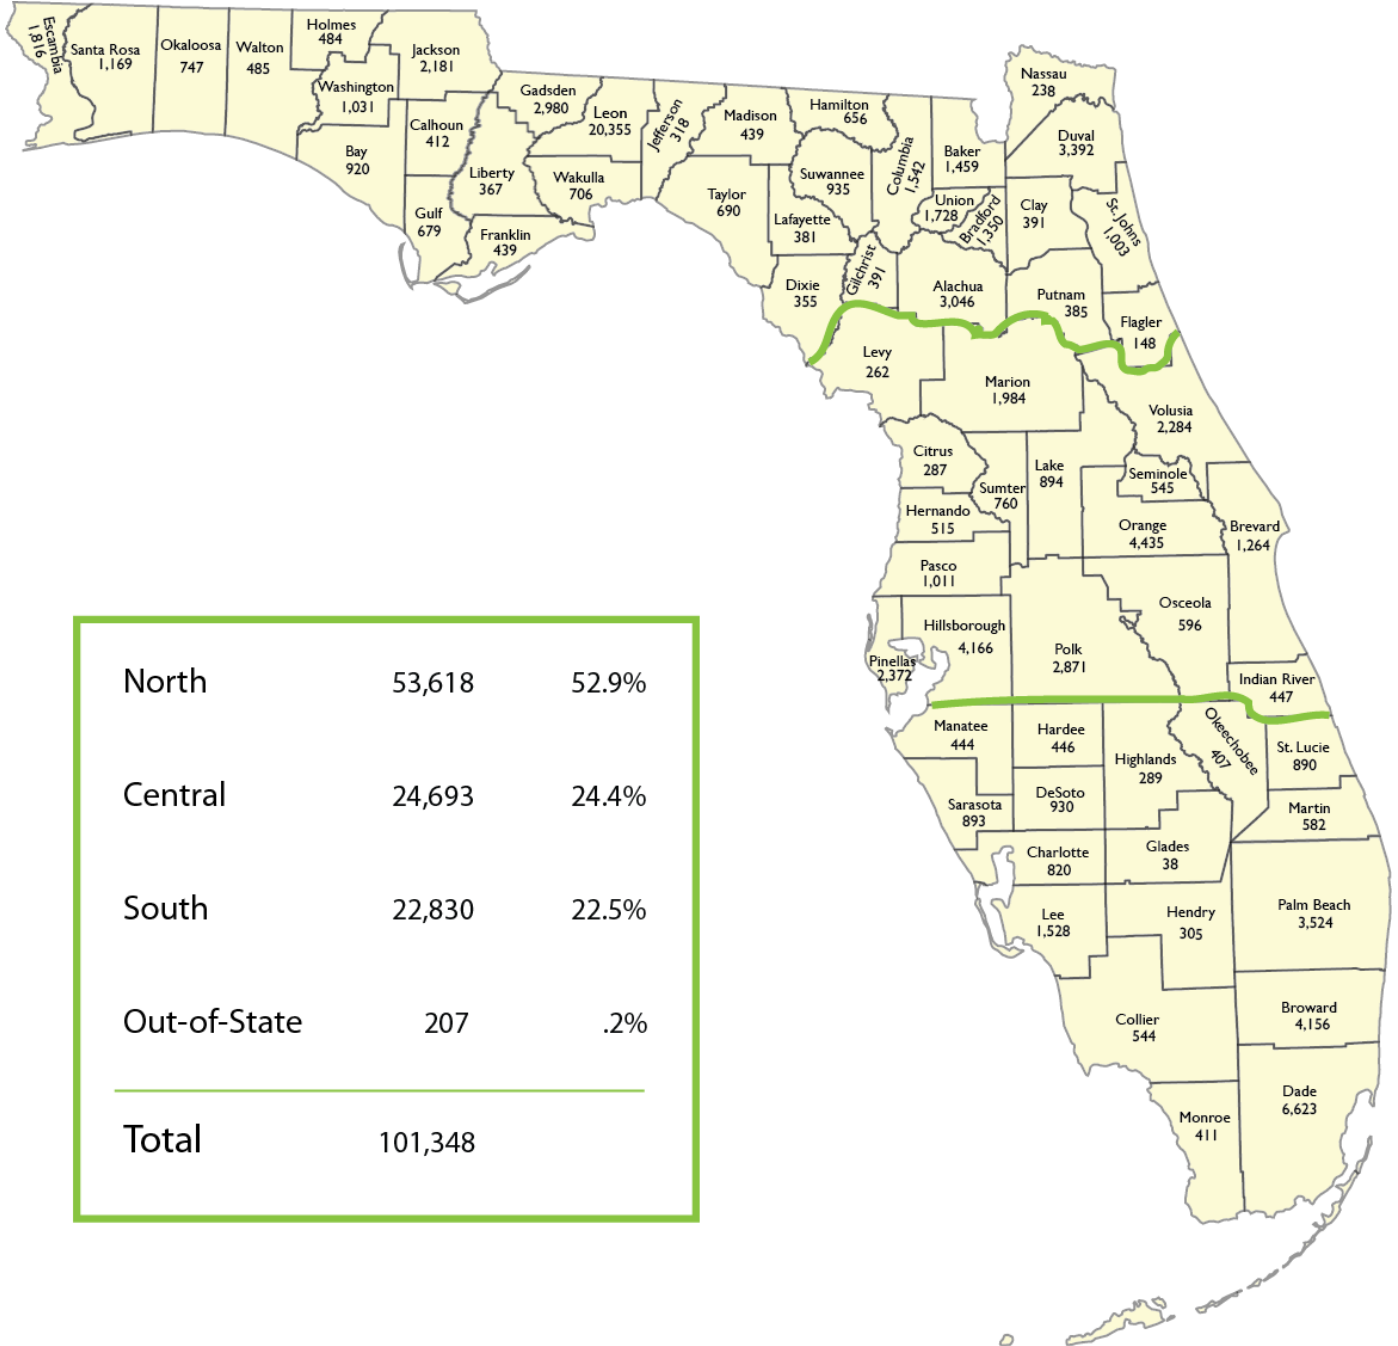 Escambia
1,816
Santa Rosa
1,169
Okaloosa
747
Walton
485
Holmes
484
Washington
1,031
Jackson
2,181
Bay
920
Calhoun
412
Gulf
679
Liberty
367
Gadsden
2,980
Franklin
439
Leon
20,355
Wakulla
706
Jefferson
318
Madison
439
Taylor
690
Hamilton
656
Suwannee
935
Lafayette
381
Dixie
355
Columbia
1,542
Gilchrist
391
Baker
1,459
Union
1,728
Bradford
1,350
Alachua
3,046
Nassau
238
Duval
3,392
Clay
391
St. Johns
1,003
Putnam
385
Flagler
148
Levy
262
Marion
1,984
Volusia
2,284
Citrus
287
Sumter
760
Lake
894
Seminole
545
Hernando
515
Orange
4,435
Brevard
1,264
Pasco
1,011
Osceola
596
Hillsborough
4,166
Pinellas
2,372
Polk
2,871
Indian River
447
Manatee
444
Hardee
446
Highlands
289
Okeechobee
407
St. Lucie
890
Sarasota
893
DeSoto
930
Martin
582
Charlotte
820
Glades
38
Lee
1,528
Hendry
305
Palm Beach
3,524
Collier
544
Broward
4,156
Monroe
411
Dade
6,623
North 53,618 52.9%
Central 24,693 24.4%
South 22,830 22.5%
Out-of-State 207 .2%
Total 101,348